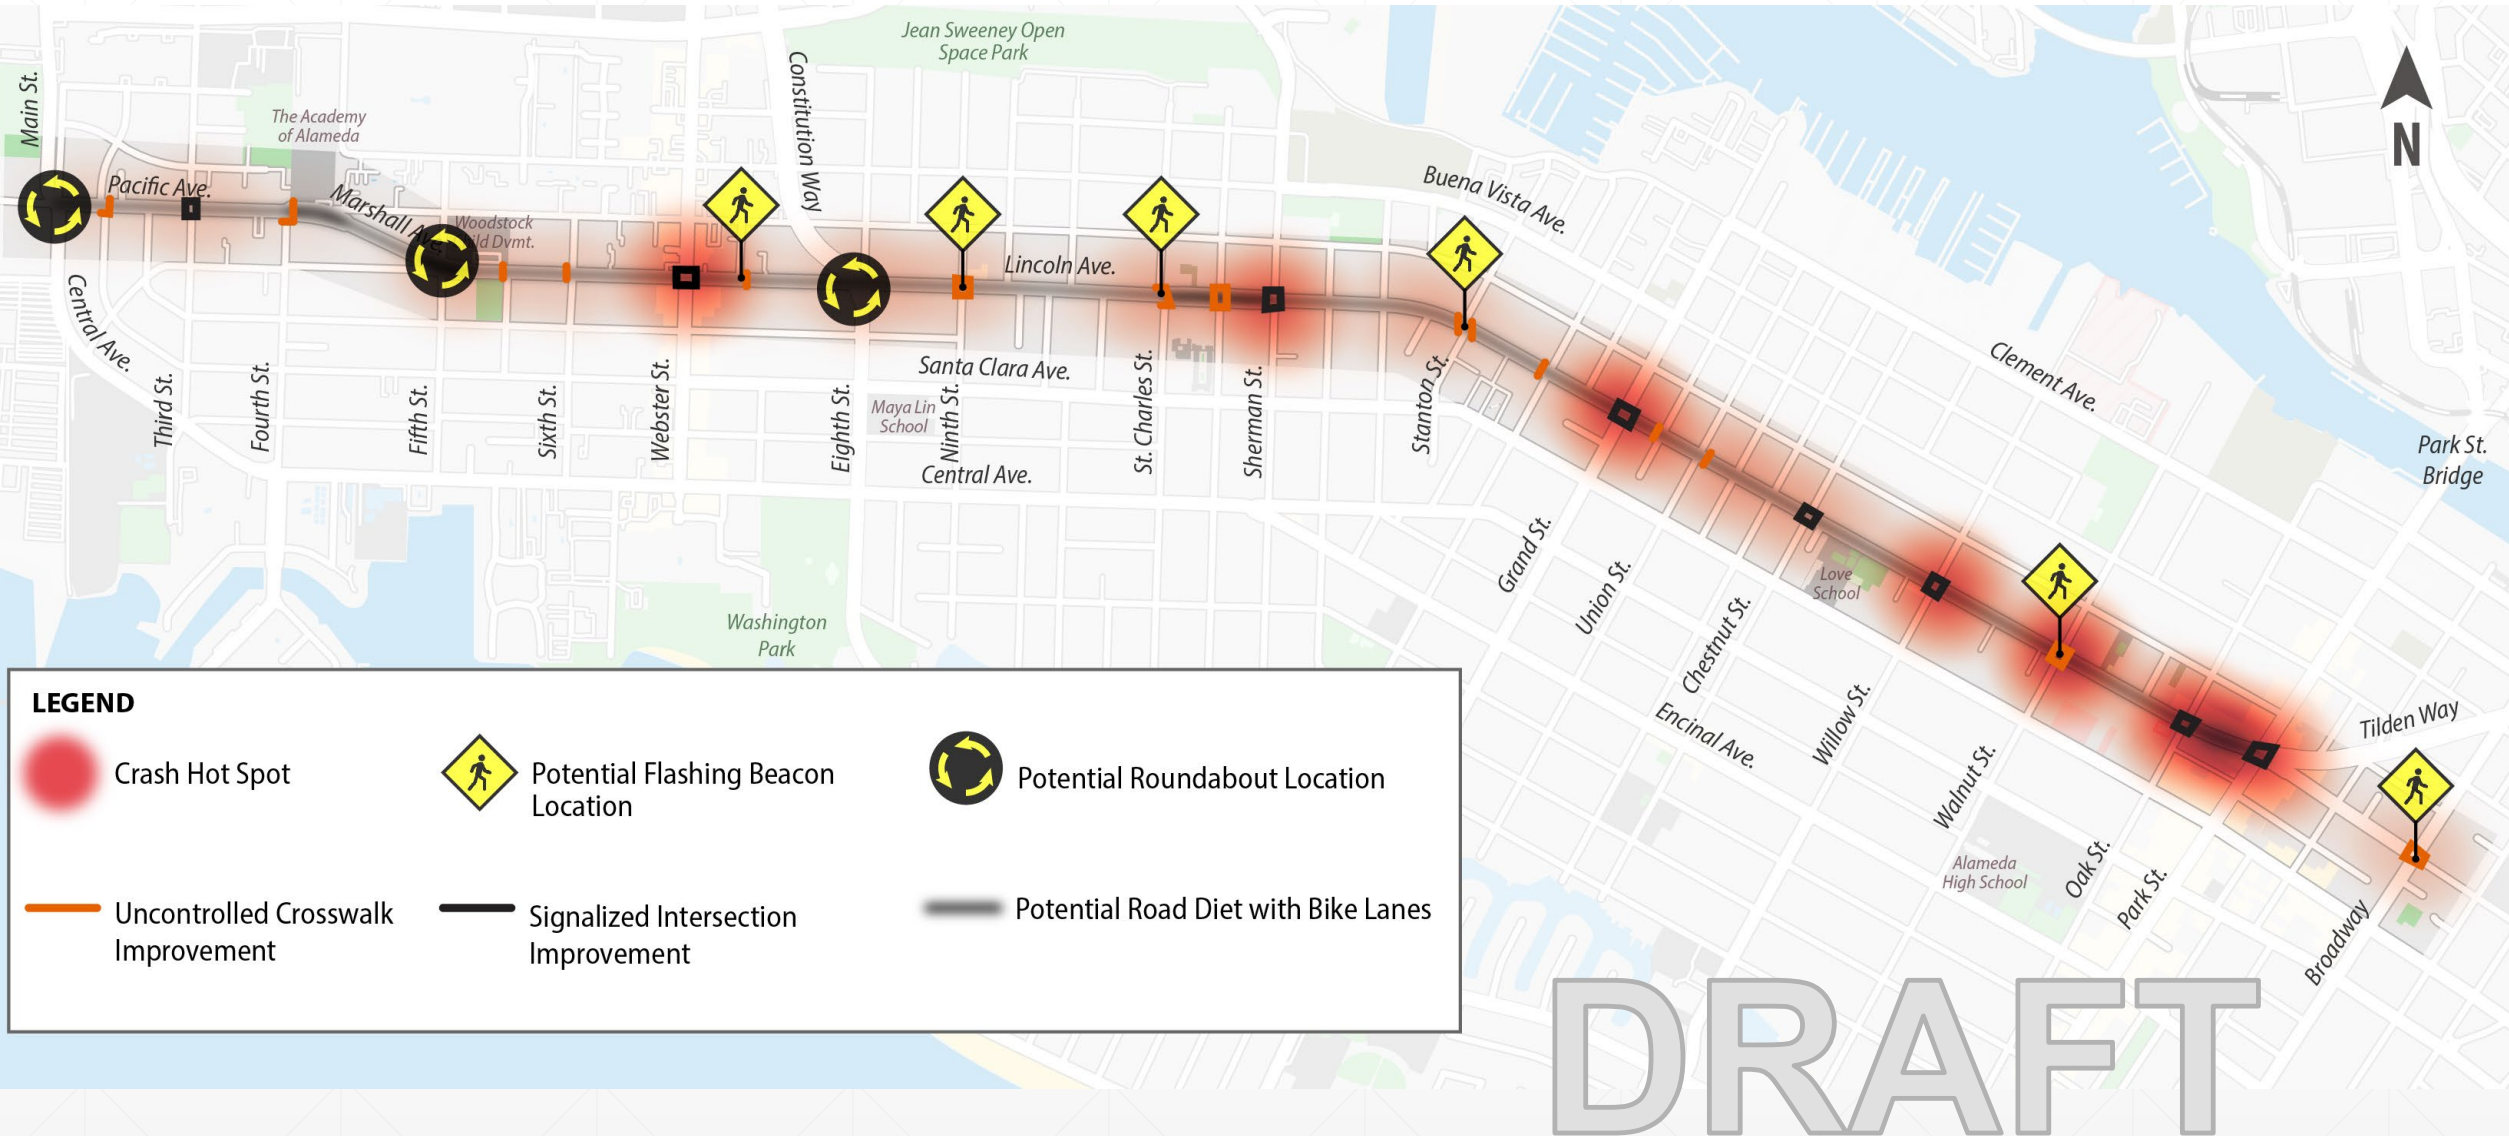 Jean Sweeney Open
Space Park
Main St.
Constitution Way
The Academy
of Alameda
N
Pacific Ave.
Marshall Ave.
Woodstock
ild Dvmt.
Buena Vista Ave.
Lincoln Ave.
Central Ave.
Santa Clara Ave.
Clement Ave.
Third St.
Fourth St.
Fifth St.
Sixth St.
Webster St.
Eighth St.
Maya Lin
School
Ninth St.
St. Charles St.
Sherman St.
Stanton St.
Central Ave.
Park St.
Bridge
Grand St.
Union St.
Chestnut St.
Love
School
Washington
Park
Encinal Ave.
Willow St.
Walnut St.
Tilden Way
Alameda
High School
Oak St.
Park St.
Broadway
LEGEND
Crash Hot Spot
Potential Flashing Beacon
Location
Potential Roundabout Location
Uncontrolled Crosswalk
Improvement
Signalized Intersection
Improvement
Potential Road Diet with Bike Lanes
DRAFT